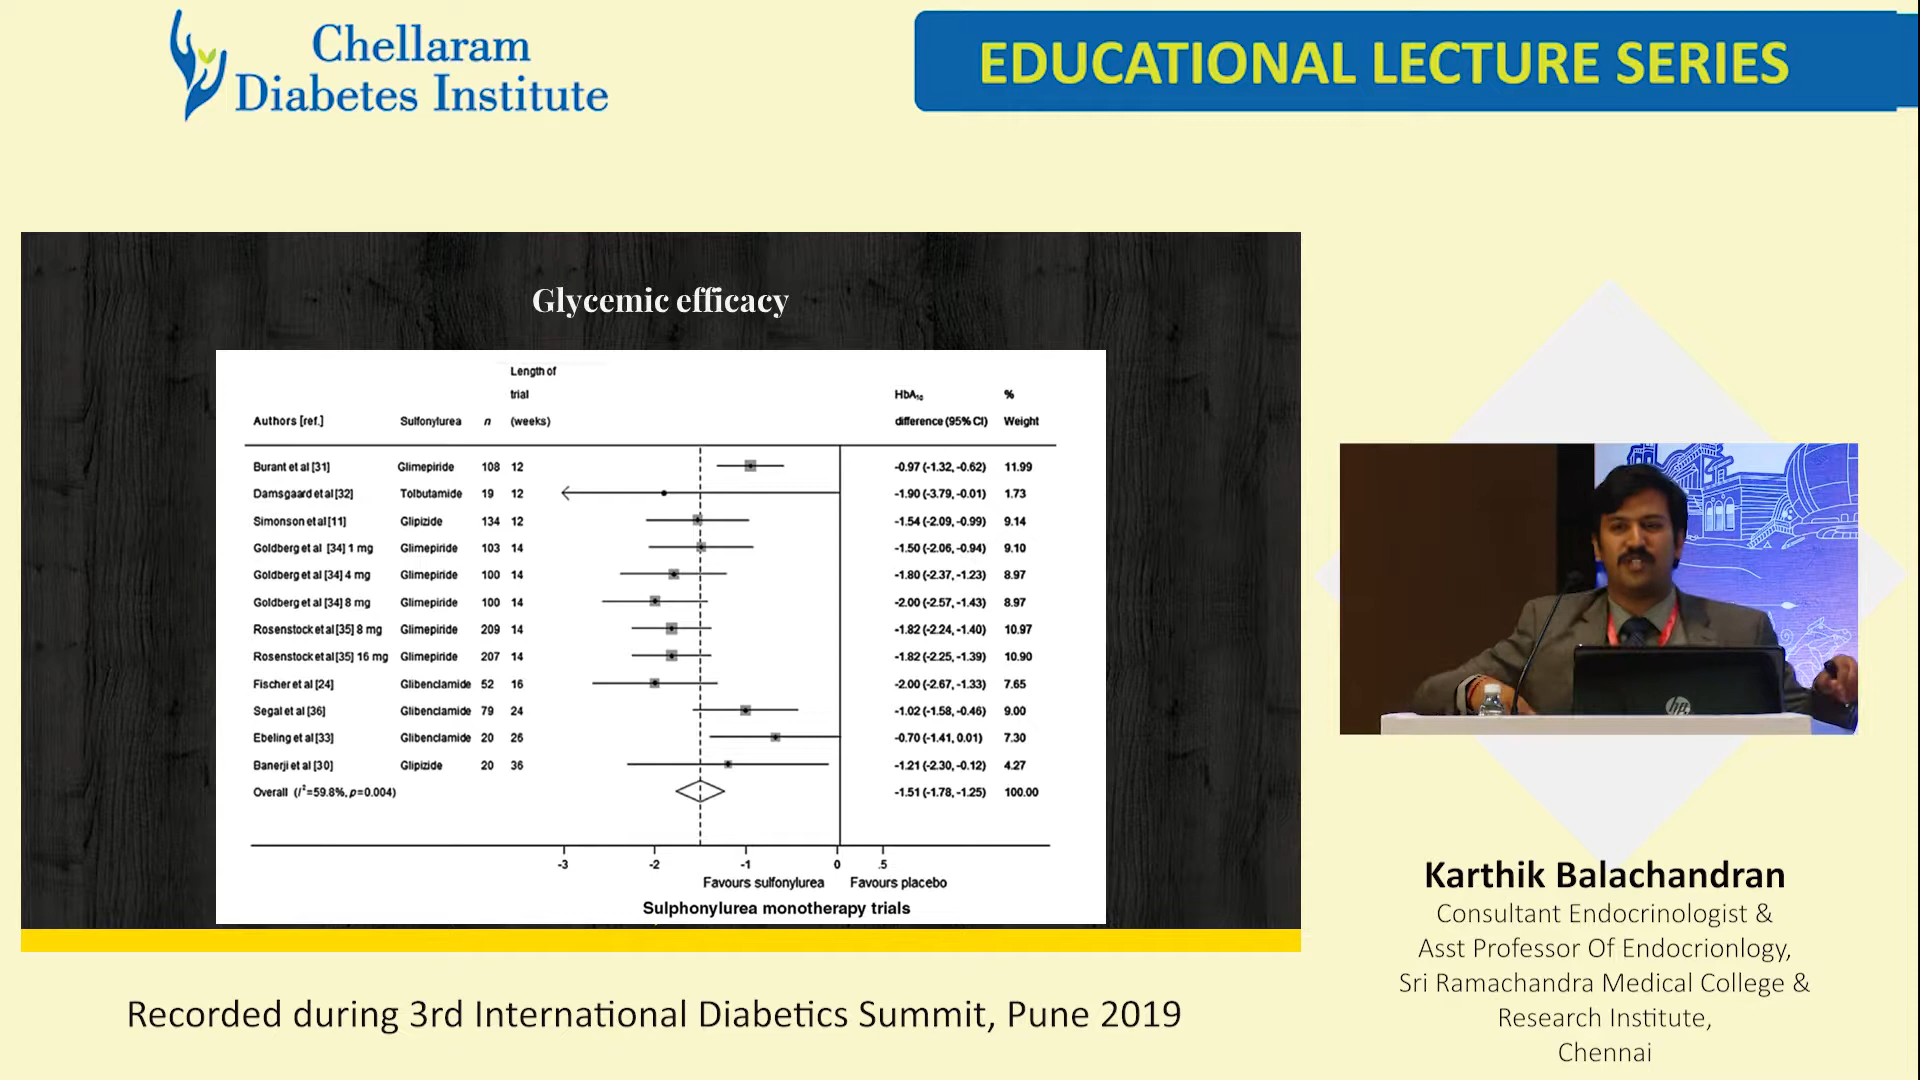 Chellaram
Diabetes Institute
EDUCATIONAL LECTURE SERIES
Glycemic efficacy
Length of
trial
HbA1c
%
Authors [ref.] Sulfonylurea n (weeks) difference (95% CI) Weight
Burant et al [31] Glimepiride 108 12 -0.97 (-1.32, -0.62) 11.99
Damsgaard et al [32] Tolbutamide 19 12 -1.90 (-3.79, -0.01) 1.73
Simonson et al [11] Glipizide 134 12 -1.54 (-2.09, -0.99) 9.14
Goldberg et al [34] 1 mg Glimepiride 103 14 -1.50 (-2.06, -0.94) 9.10
Goldberg et al [34] 4 mg Glimepiride 100 14 -1.80 (-2.37, -1.23) 8.97
Goldberg et al [34] 8 mg Glimepiride 100 14 -2.00 (-2.57, -1.43) 8.97
Rosenstock et al [35] 8 mg Glimepiride 209 14 -1.82 (-2.24, -1.40) 10.97
Rosenstock et al [35] 16 mg Glimepiride 207 14 -1.82 (-2.25, -1.39) 10.90
Fischer et al [24] Glibenclamide 52 16 -2.00 (-2.67, -1.33) 7.65
Segal et al [36] Glibenclamide 79 24 -1.02 (-1.58, -0.46) 9.00
Ebeling et al [33] Glibenclamide 20 26 -0.70 (-1.41, 0.01) 7.30
Banerji et al [30] Glipizide 20 36 -1.21 (-2.30, -0.12) 4.27
Overall (I²=59.8%, p=0.004) -1.51 (-1.78, -1.25) 100.00
-3 -2 -1 0 .5
Favours sulfonylurea Favours placebo
Sulphonylurea monotherapy trials
hp
Karthik Balachandran
Consultant Endocrinologist &
Asst Professor Of Endocrionlgy,
Sri Ramachandra Medical College &
Research Institute,
Chennai
Recorded during 3rd International Diabetics Summit, Pune 2019